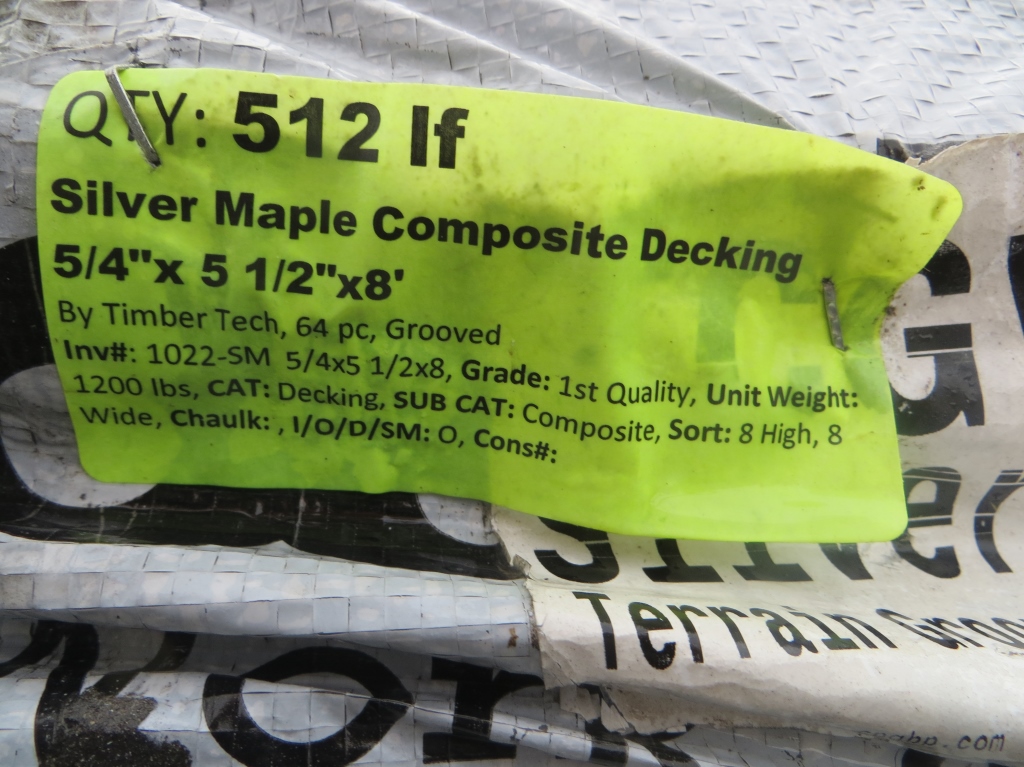 QTY: 512 lf
Silver Maple Composite Decking
5/4"x 5 1/2"x8'
By Timber Tech, 64 pc, Grooved
Inv#: 1022-SM 5/4x5 1/2x8, Grade: 1st Quality, Unit Weight:
1200 lbs, CAT: Decking, SUB CAT: Composite, Sort: 8 High, 8
Wide, Chaulk: , I/O/D/SM: O, Cons#:
Silver
Terrain
.com